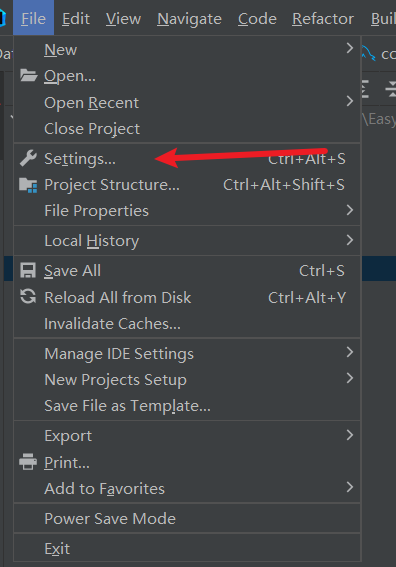 File Edit View Navigate Code Refactor Buil
New
Open...
Open Recent
Close Project
Settings... Ctrl+Alt+S
Project Structure... Ctrl+Alt+Shift+S
File Properties
Local History
Save All Ctrl+S
Reload All from Disk Ctrl+Alt+Y
Invalidate Caches...
Manage IDE Settings
New Projects Setup
Save File as Template...
Export
Print...
Add to Favorites
Power Save Mode
Exit
\Easy